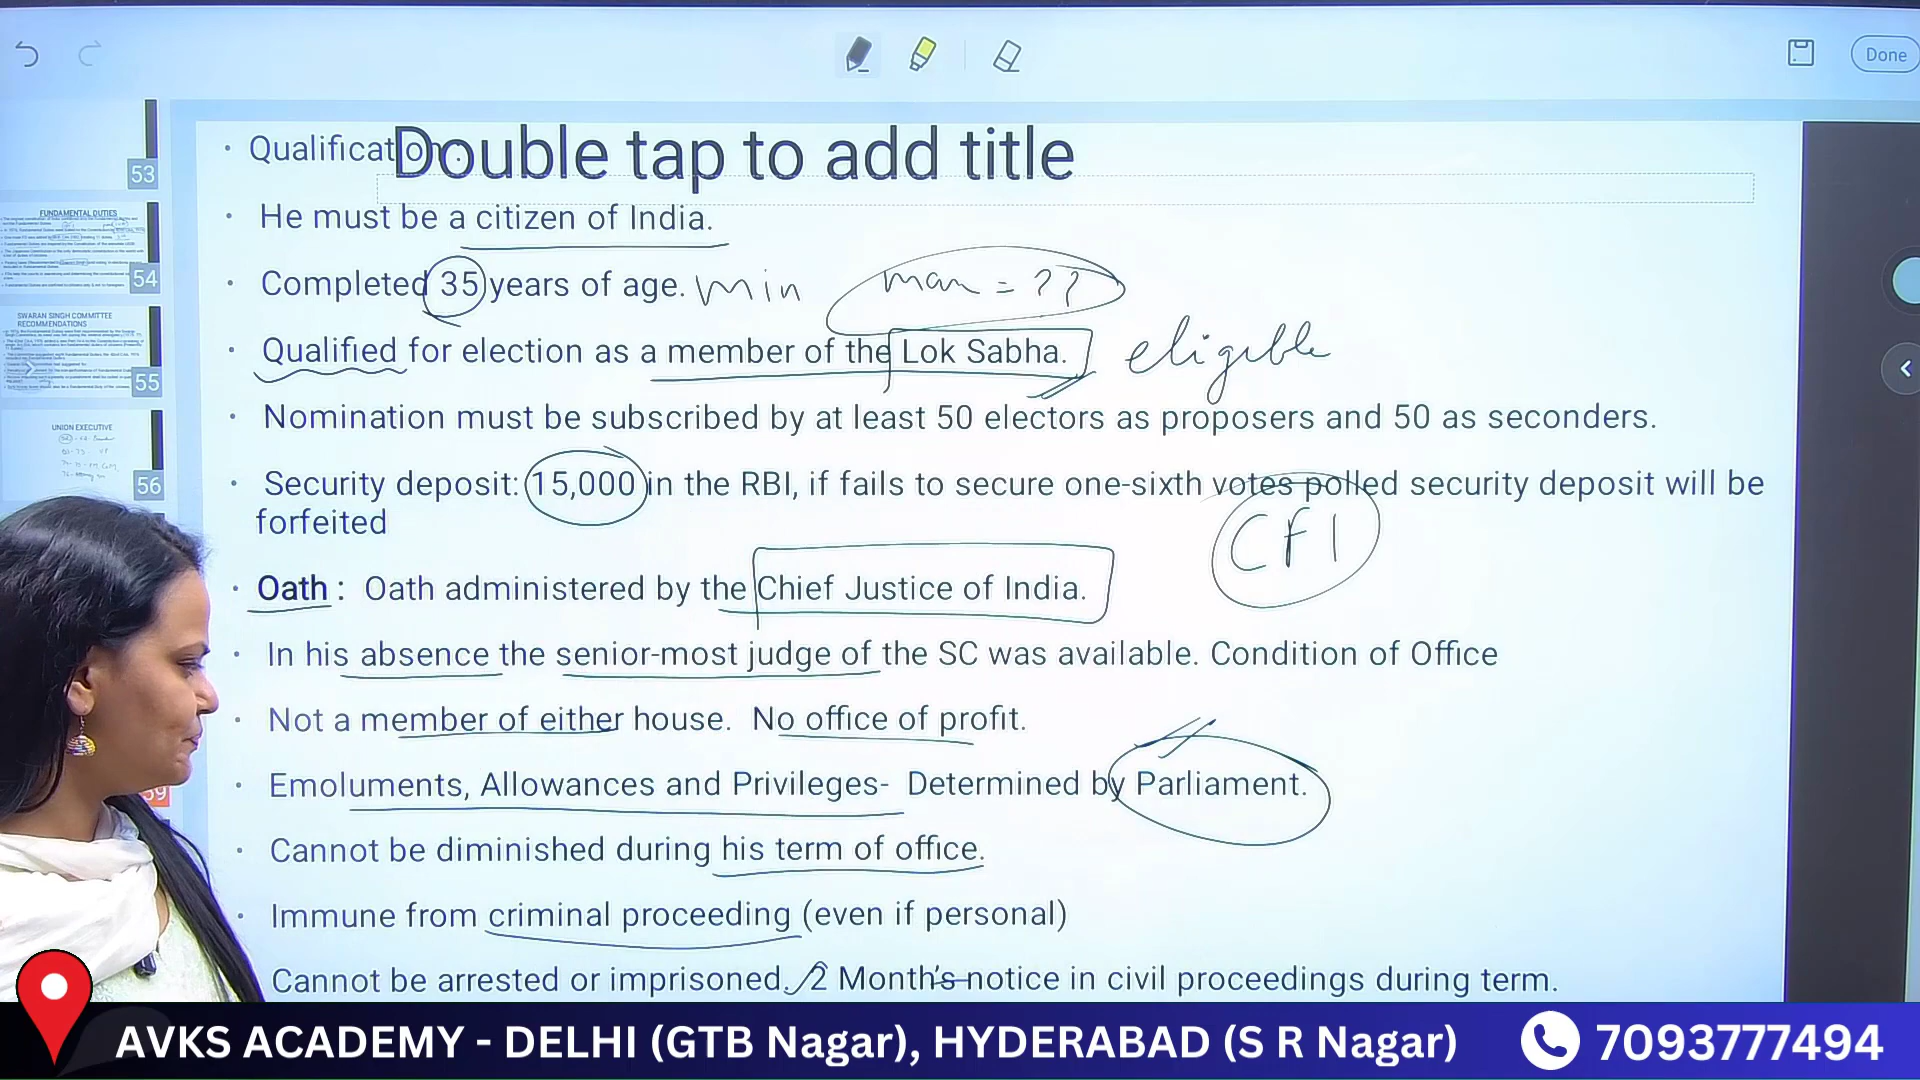 Done
Double tap to add title
• Qualificat
• He must be a citizen of India.
• Completed 35 years of age. min man = ??
• Qualified for election as a member of the Lok Sabha. eligible
• Nomination must be subscribed by at least 50 electors as proposers and 50 as seconders.
• Security deposit: 15,000 in the RBI, if fails to secure one-sixth votes polled security deposit will be
forfeited
CFI
• Oath : Oath administered by the Chief Justice of India.
• In his absence the senior-most judge of the SC was available. Condition of Office
• Not a member of either house. No office of profit.
• Emoluments, Allowances and Privileges- Determined by Parliament.
• Cannot be diminished during his term of office.
• Immune from criminal proceeding (even if personal)
Cannot be arrested or imprisoned. 2 Month's notice in civil proceedings during term.
53
FUNDAMENTAL DUTIES
54
SWARAN SINGH COMMITTEE
RECOMMENDATIONS
55
UNION EXECUTIVE
56
59
AVKS ACADEMY - DELHI (GTB Nagar), HYDERABAD (S R Nagar) 7093777494